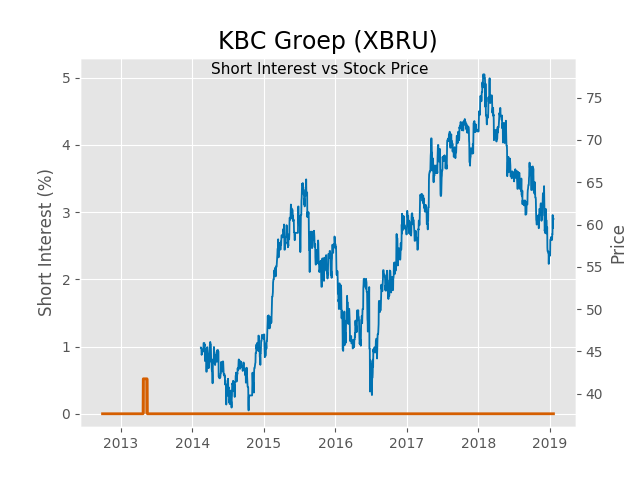 KBC Groep (XBRU)
Short Interest vs Stock Price
Short Interest (%)
5
4
3
2
1
0
75
70
65
60
55
50
45
40
Price
2013 2014 2015 2016 2017 2018 2019